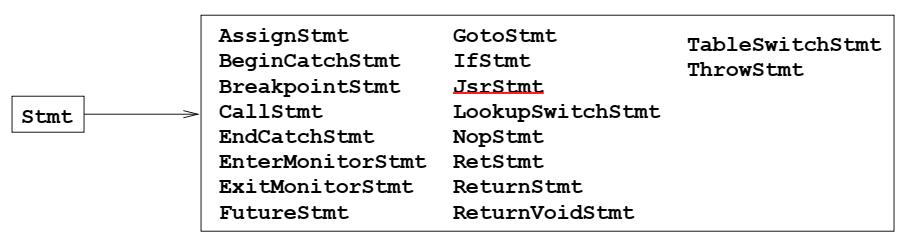 Stmt
AssignStmt
BeginCatchStmt
BreakpointStmt
CallStmt
EndCatchStmt
EnterMonitorStmt
ExitMonitorStmt
FutureStmt
GotoStmt
IfStmt
JsrStmt
LookupSwitchStmt
NopStmt
RetStmt
ReturnStmt
ReturnVoidStmt
TableSwitchStmt
ThrowStmt